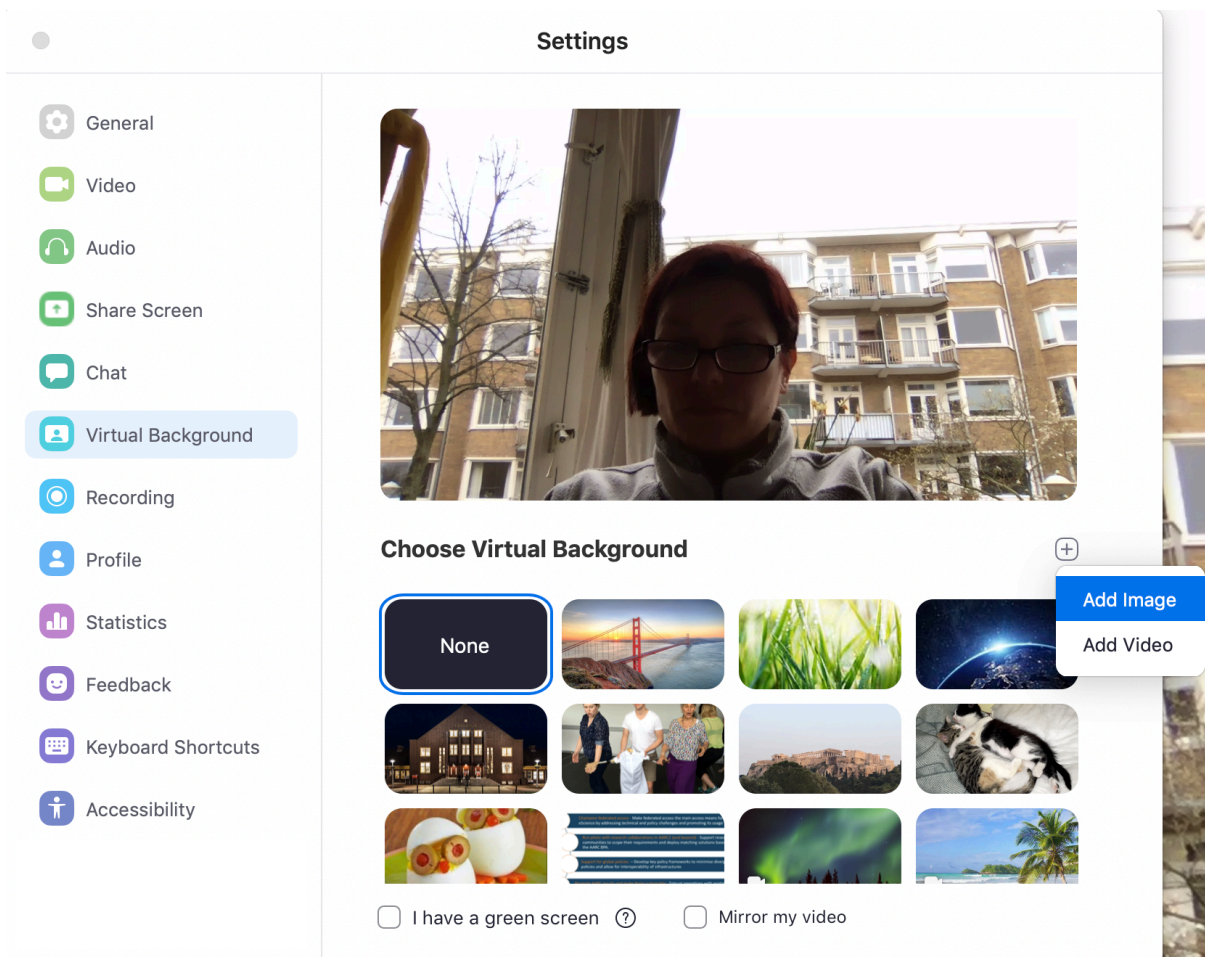 Settings
General
Video
Audio
Share Screen
Chat
Virtual Background
Recording
Profile
Statistics
Feedback
Keyboard Shortcuts
Accessibility
Choose Virtual Background
Add Image
Add Video
None
I have a green screen
Mirror my video